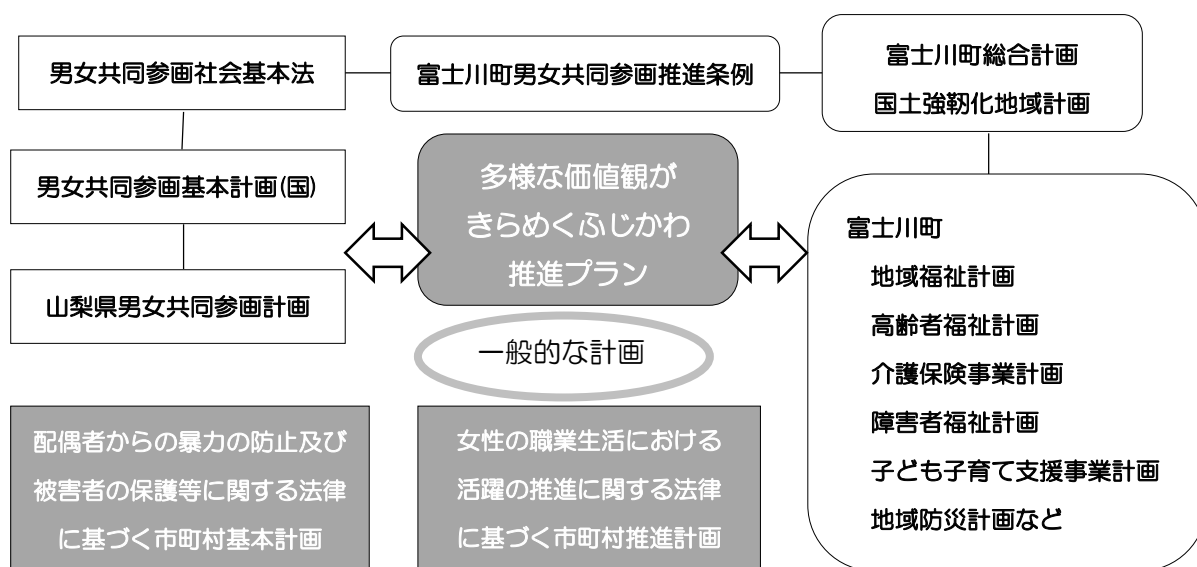 男女共同参画社会基本法
富士川町男女共同参画推進条例
富士川町総合計画
国土強靭化地域計画
男女共同参画基本計画(国)
山梨県男女共同参画計画
多様な価値観が
きらめくふじかわ
推進プラン
一般的な計画
配偶者からの暴力の防止及び
被害者の保護等に関する法律
に基づく市町村基本計画
女性の職業生活における
活躍の推進に関する法律
に基づく市町村推進計画
富士川町
地域福祉計画
高齢者福祉計画
介護保険事業計画
障害者福祉計画
子ども子育て支援事業計画
地域防災計画など